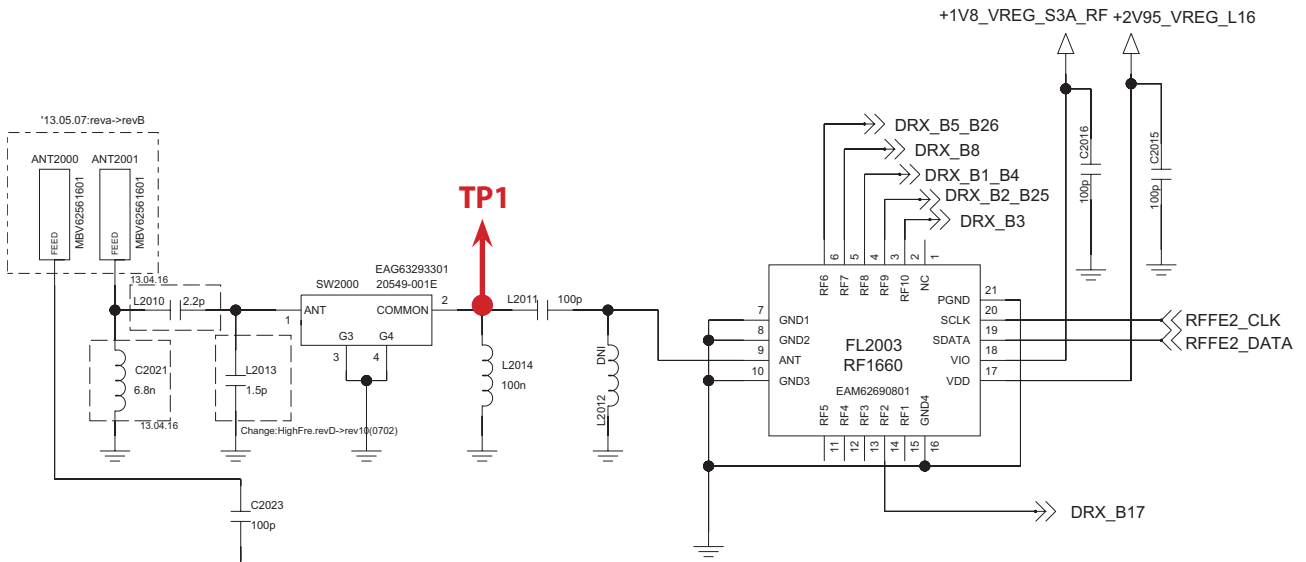 +1V8_VREG_S3A_RF +2V95_VREG_L16
'13.05.07:reva->revB
ANT2000 ANT2001
FEED
MBV62561601
FEED
MBV62561601
TP1
DRX_B5_B26
DRX_B8
DRX_B1_B4
DRX_B2_B25
DRX_B3
C2016
100p
C2015
100p
13.04.16
L2010 2.2p
EAG63293301
SW2000 20549-001E
1 ANT COMMON 2
G3 G4
3 4
L2011 100p
C2021
6.8n
13.04.16
L2013
1.5p
Change:HighFre.revD->rev10(0702)
L2014
100n
DNI
L2012
6 5 4 3 2 1
RF6 RF7 RF8 RF9 RF10 NC
7 GND1
8 GND2
9 ANT
10 GND3
FL2003
RF1660
EAM62690801
PGND 21
SCLK 20
SDATA 19
VIO 18
VDD 17
RFFE2_CLK
RFFE2_DATA
RF5 RF4 RF3 RF2 RF1 GND4
11 12 13 14 15 16
C2023
100p
DRX_B17